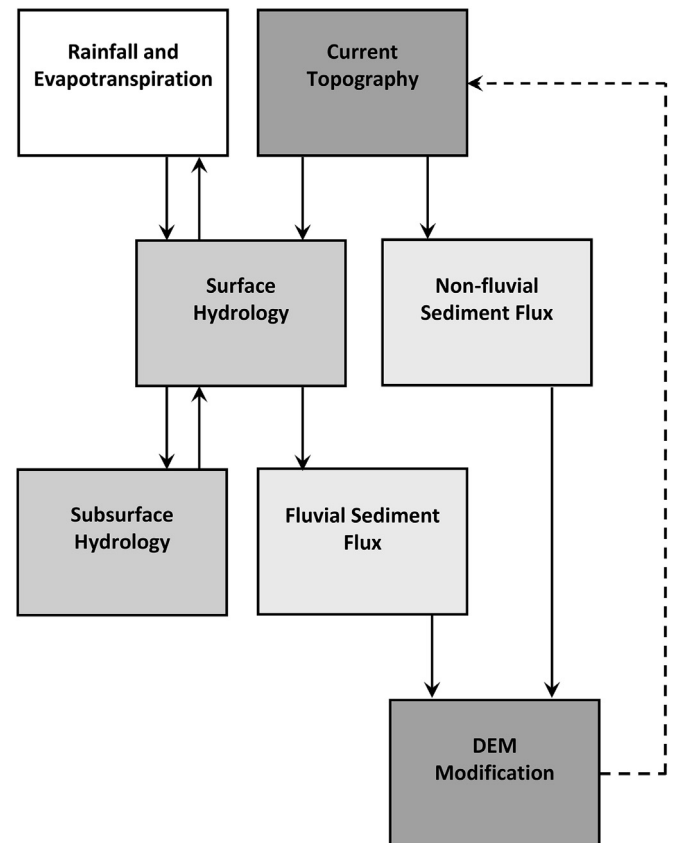 Rainfall and
Evapotranspiration
Current
Topography
Surface
Hydrology
Non-fluvial
Sediment Flux
Subsurface
Hydrology
Fluvial Sediment
Flux
DEM
Modification